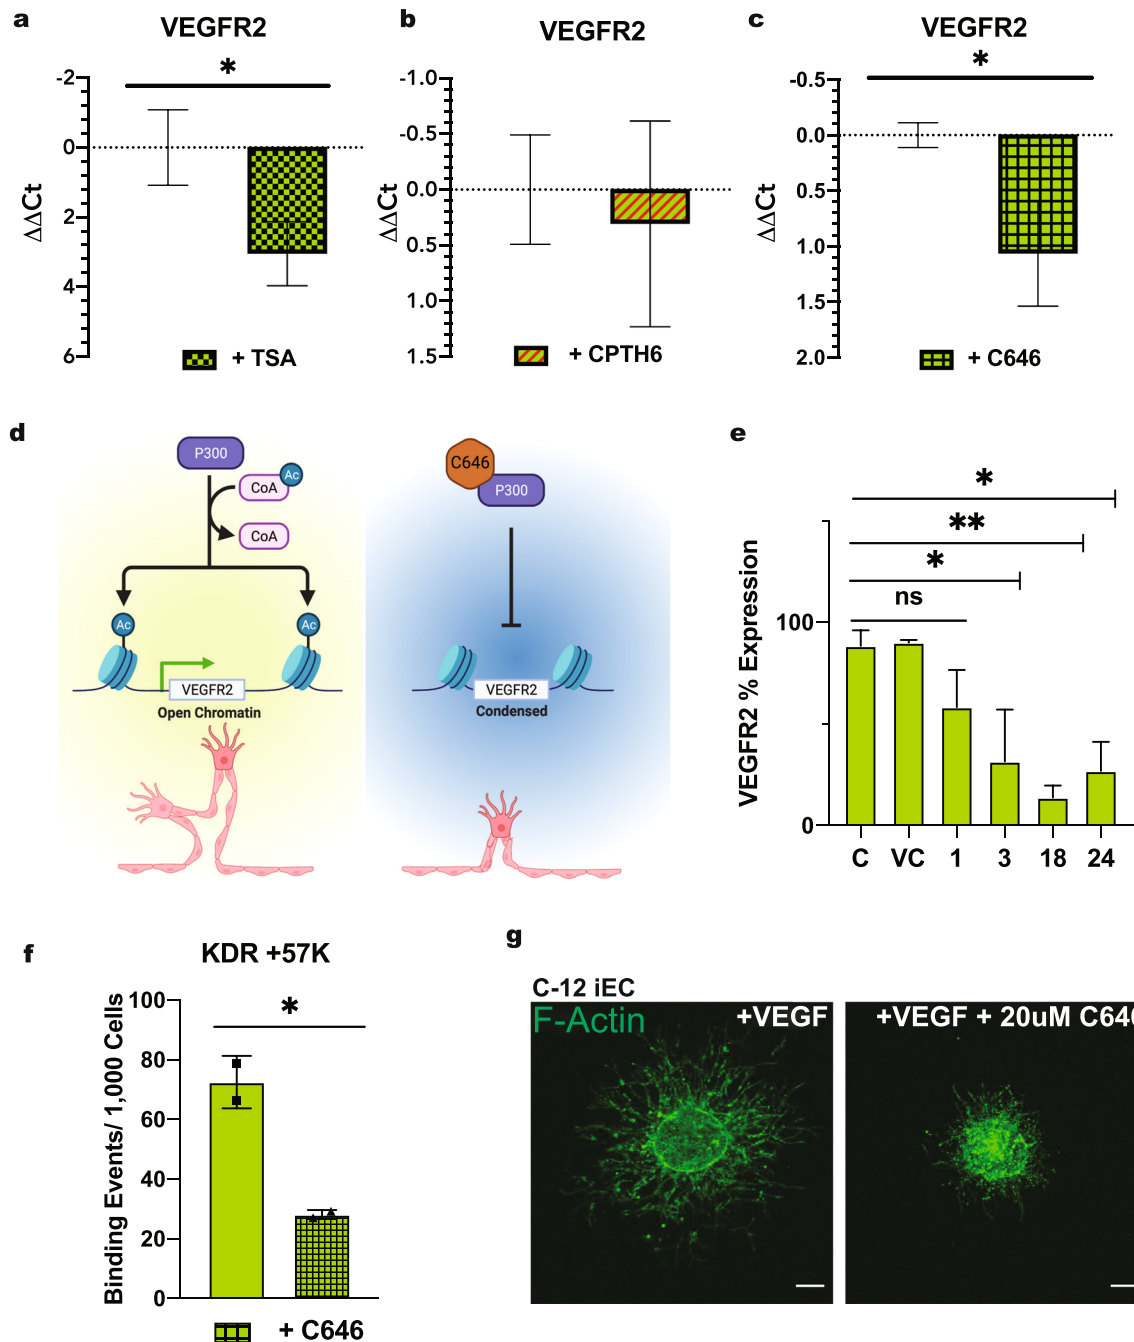 a
VEGFR2
*
-2
0
2
4
6
ΔΔCt
+ TSA
b
VEGFR2
-1.0
-0.5
0.0
0.5
1.0
1.5
ΔΔCt
+ CPTH6
c
VEGFR2
*
-0.5
0.0
0.5
1.0
1.5
2.0
ΔΔCt
+ C646
d
P300
Ac
CoA
CoA
Ac
Ac
VEGFR2
Open Chromatin
C646
P300
VEGFR2
Condensed
e
*
**
*
ns
100
0
VEGFR2 % Expression
C VC 1 3 18 24
f
KDR +57K
*
100
80
60
40
20
0
Binding Events/ 1,000 Cells
+ C646
g
C-12 iEC
F-Actin
+VEGF
+VEGF + 20uM C646